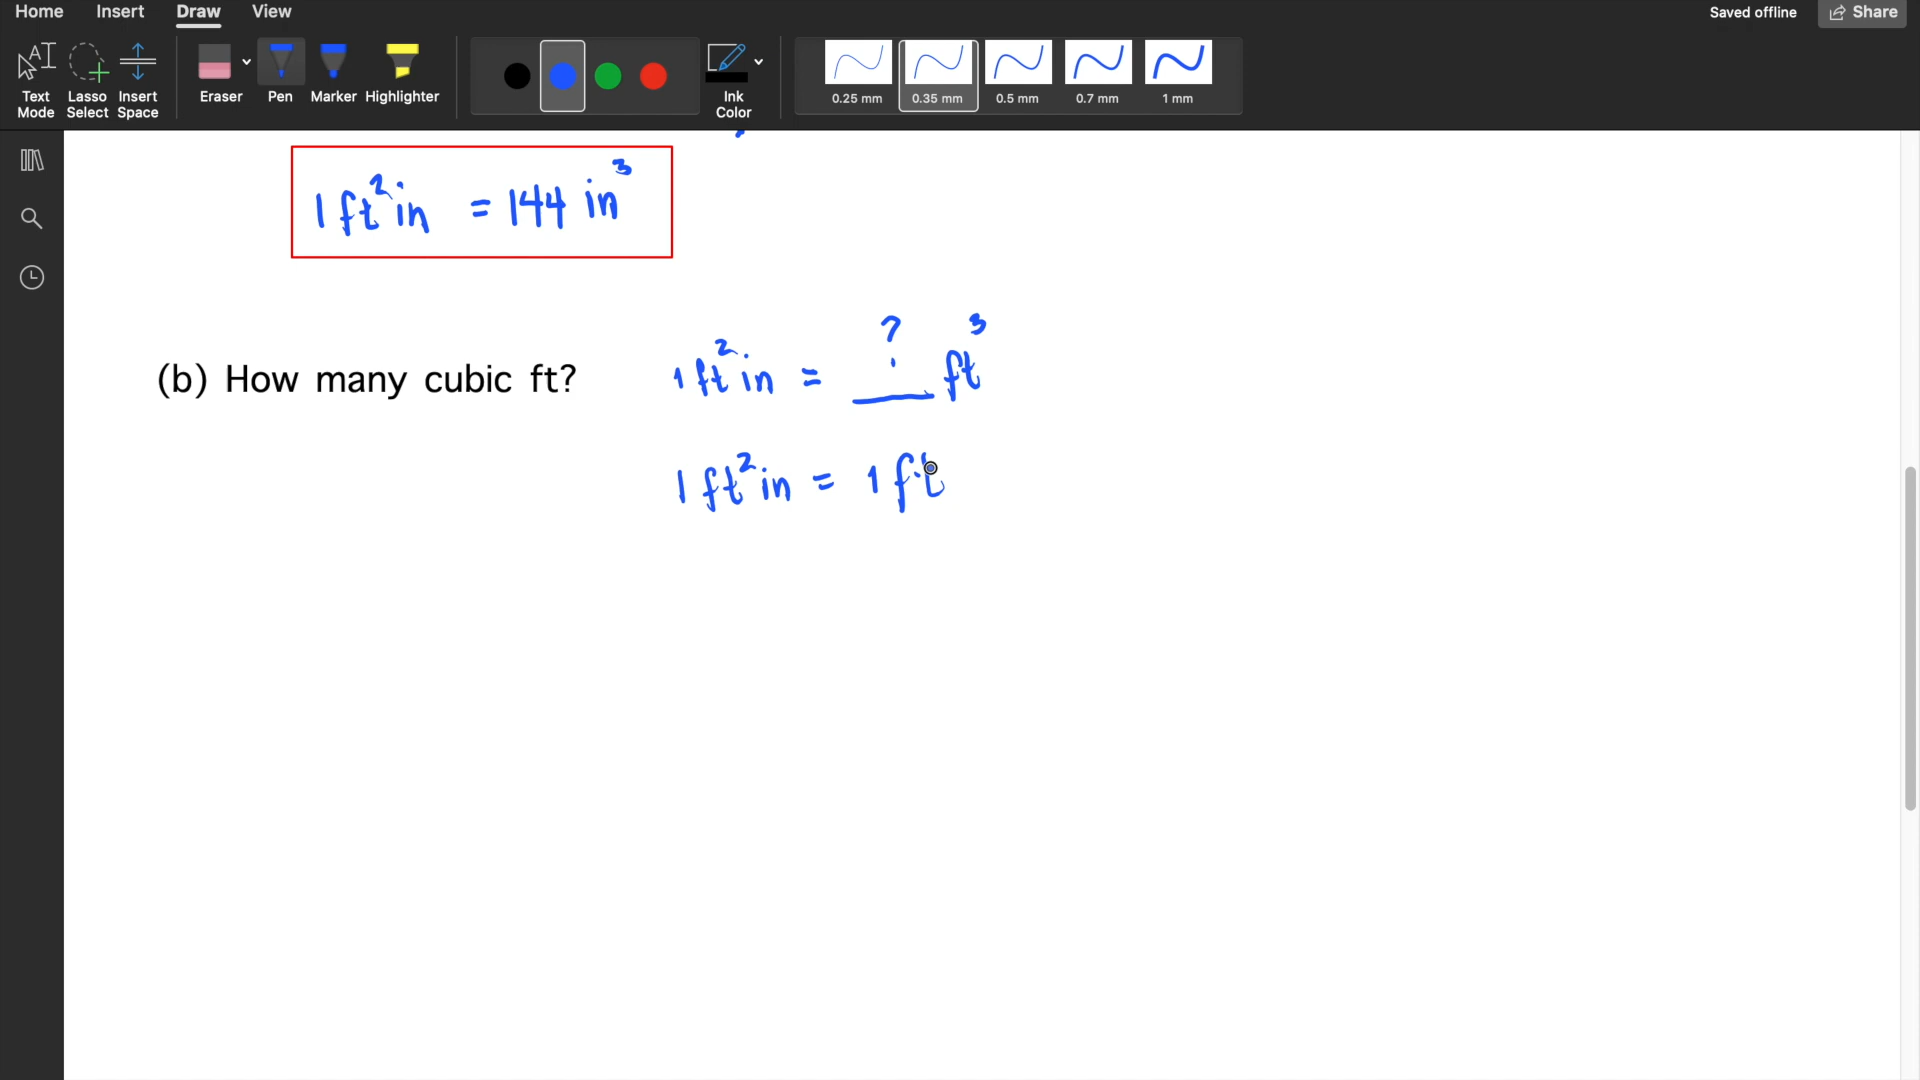 Home Insert Draw View Saved offline Share
Text Mode Lasso Select Insert Space Eraser Pen Marker Highlighter Ink Color 0.25 mm 0.35 mm 0.5 mm 0.7 mm 1 mm
1 ft² in = 144 in³
(b) How many cubic ft? 1 ft² in = __?__ ft³
1 ft² in = 1 ft